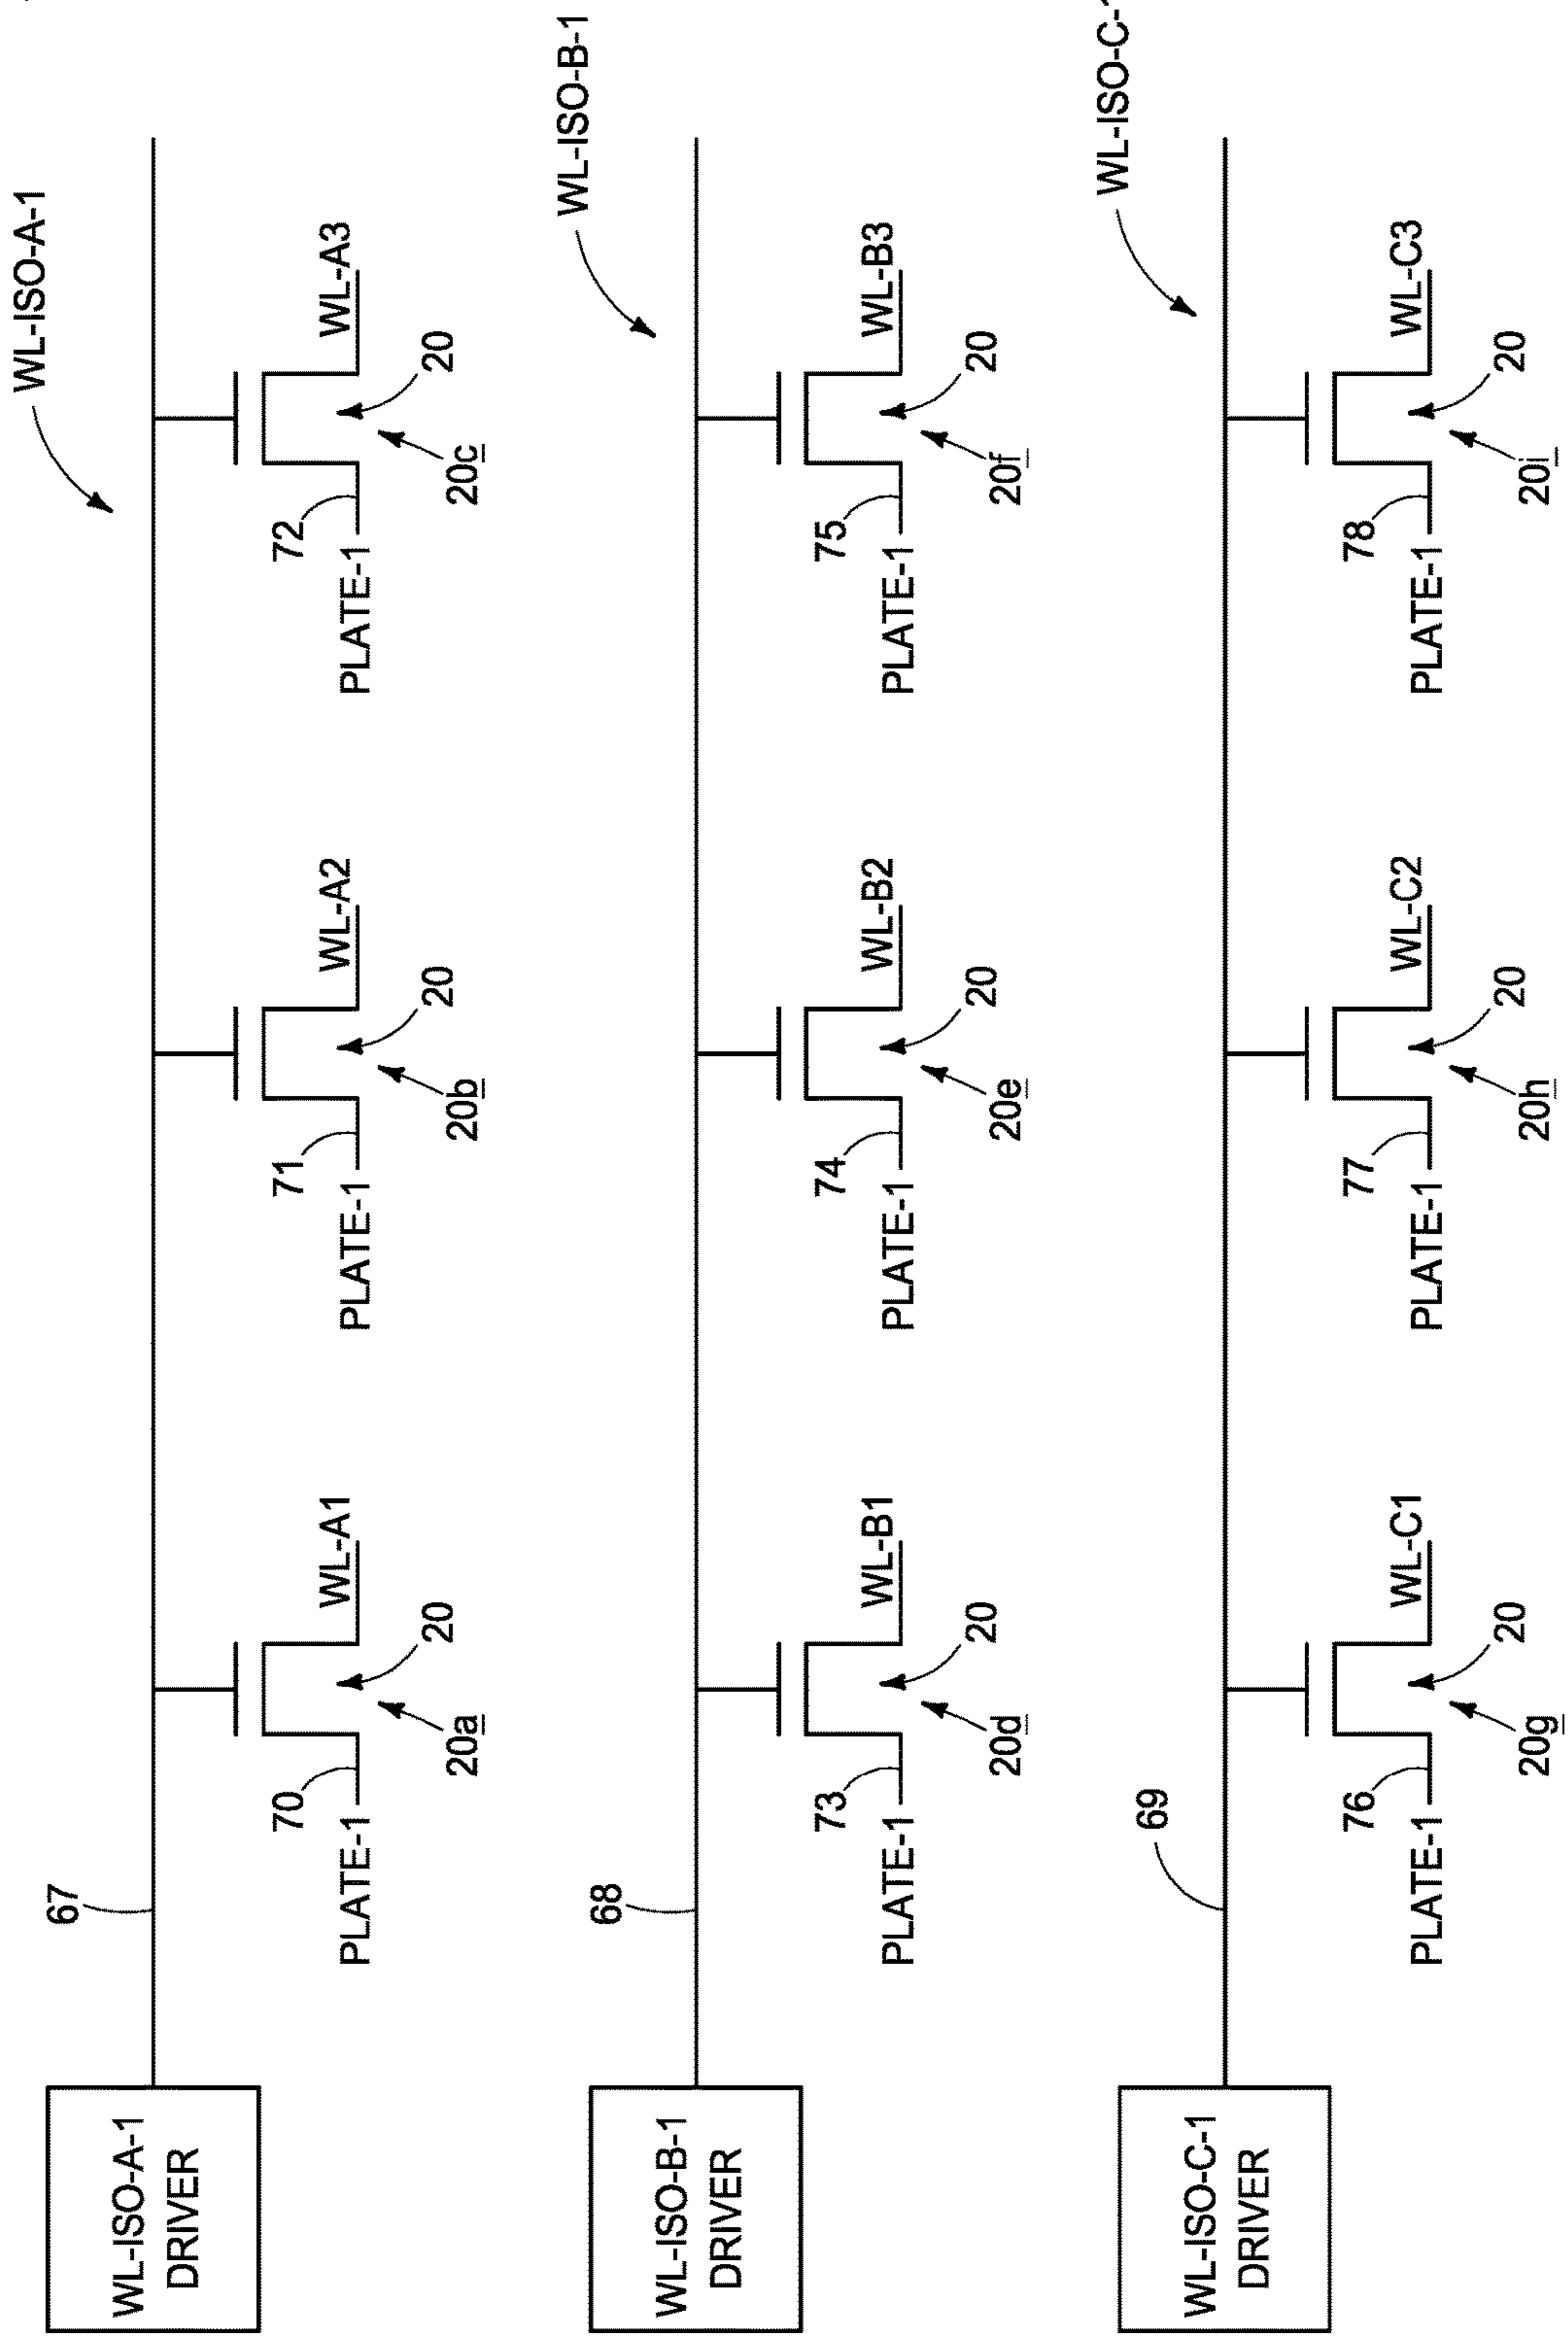 WL-ISO-A-1
67
WL-ISO-A-1
DRIVER
70
PLATE-1
WL-A1
20
20a
71
PLATE-1
WL-A2
20
20b
72
PLATE-1
WL-A3
20
20c
WL-ISO-B-1
68
WL-ISO-B-1
DRIVER
73
PLATE-1
WL-B1
20
20d
74
PLATE-1
WL-B2
20
20e
75
PLATE-1
WL-B3
20
20f
WL-ISO-C-1
69
WL-ISO-C-1
DRIVER
76
PLATE-1
WL-C1
20
20g
77
PLATE-1
WL-C2
20
20h
78
PLATE-1
WL-C3
20
20i